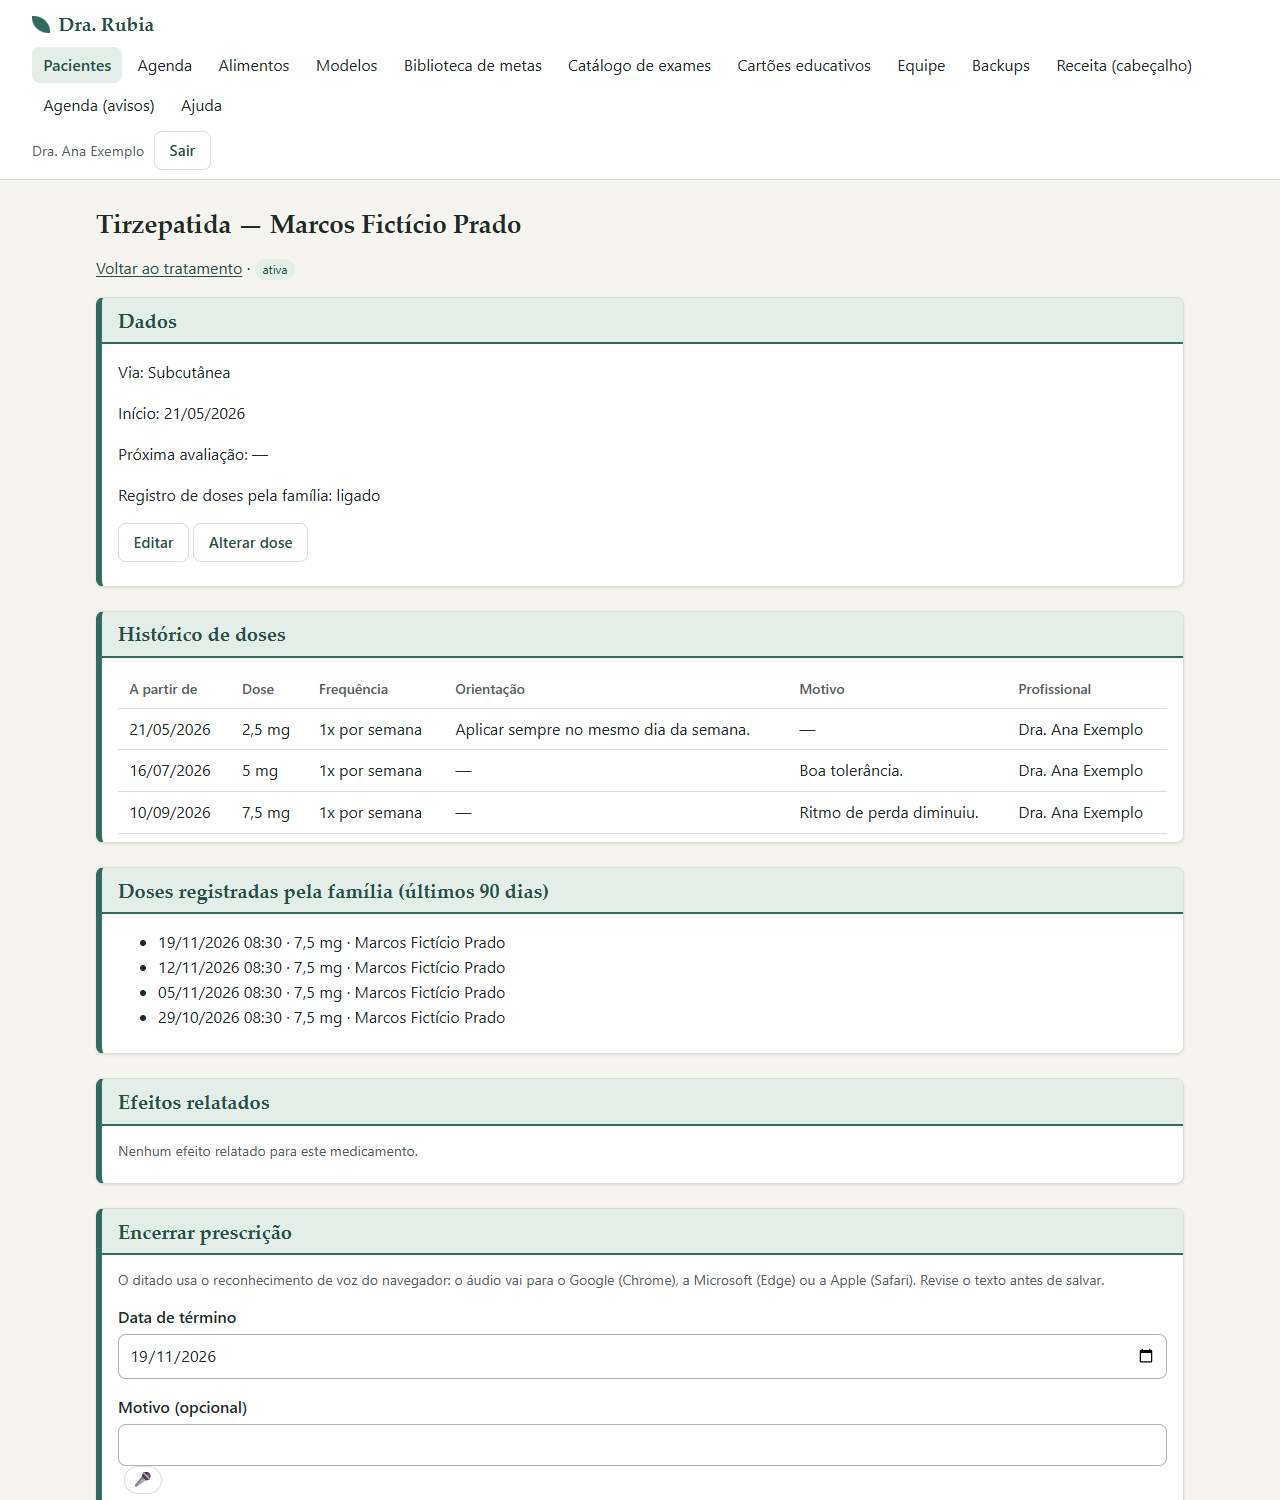 Dra. Rubia
Pacientes Agenda Alimentos Modelos Biblioteca de metas Catálogo de exames Cartões educativos Equipe Backups Receita (cabeçalho)
Agenda (avisos) Ajuda
Dra. Ana Exemplo Sair
Tirzepatida — Marcos Fictício Prado
Voltar ao tratamento · ativa
Dados
Via: Subcutânea
Início: 21/05/2026
Próxima avaliação: —
Registro de doses pela família: ligado
Editar Alterar dose
Histórico de doses
A partir de Dose Frequência Orientação Motivo Profissional
21/05/2026 2,5 mg 1x por semana Aplicar sempre no mesmo dia da semana. — Dra. Ana Exemplo
16/07/2026 5 mg 1x por semana — Boa tolerância. Dra. Ana Exemplo
10/09/2026 7,5 mg 1x por semana — Ritmo de perda diminuiu. Dra. Ana Exemplo
Doses registradas pela família (últimos 90 dias)
• 19/11/2026 08:30 · 7,5 mg · Marcos Fictício Prado
• 12/11/2026 08:30 · 7,5 mg · Marcos Fictício Prado
• 05/11/2026 08:30 · 7,5 mg · Marcos Fictício Prado
• 29/10/2026 08:30 · 7,5 mg · Marcos Fictício Prado
Efeitos relatados
Nenhum efeito relatado para este medicamento.
Encerrar prescrição
O ditado usa o reconhecimento de voz do navegador: o áudio vai para o Google (Chrome), a Microsoft (Edge) ou a Apple (Safari). Revise o texto antes de salvar.
Data de término
19/11/2026
Motivo (opcional)